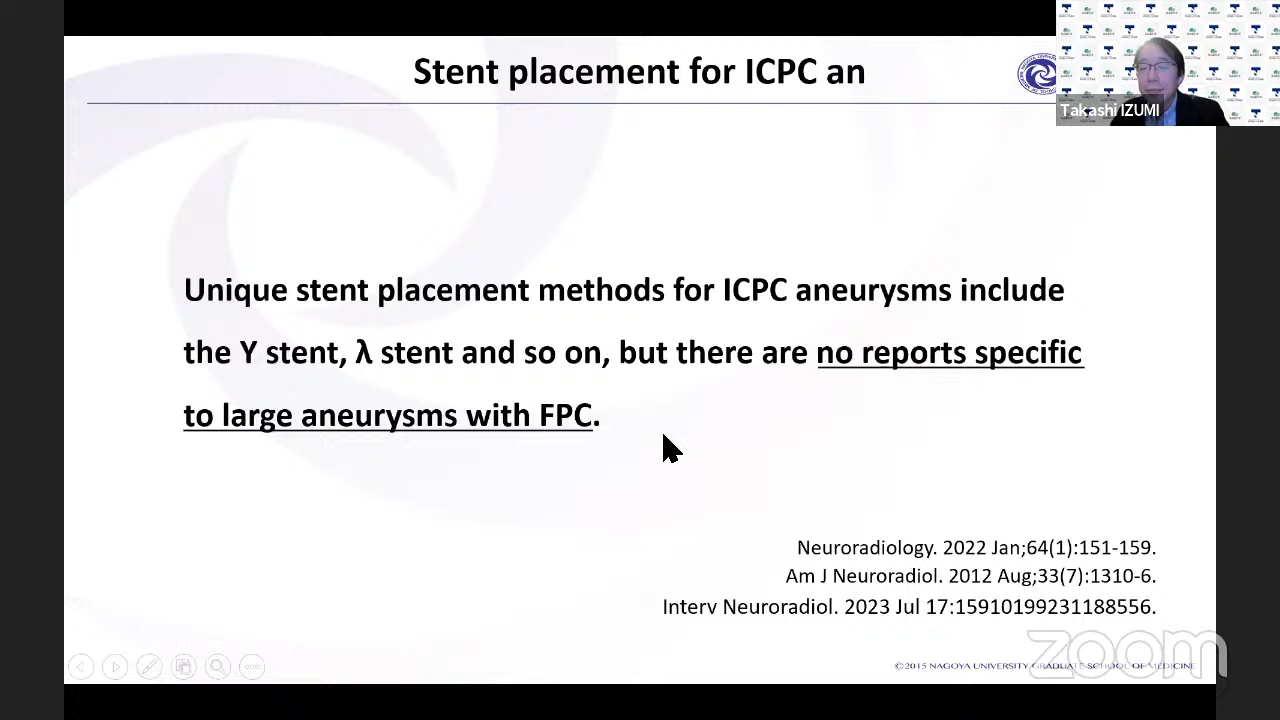 Stent placement for ICPC an
Takashi IZUMI
Unique stent placement methods for ICPC aneurysms include
the Y stent, λ stent and so on, but there are no reports specific
to large aneurysms with FPC.
Neuroradiology. 2022 Jan;64(1):151-159.
Am J Neuroradiol. 2012 Aug;33(7):1310-6.
Interv Neuroradiol. 2023 Jul 17:15910199231188556.
zoom
©2015 NAGOYA UNIVERSITY GRADUATE SCHOOL OF MEDICINE